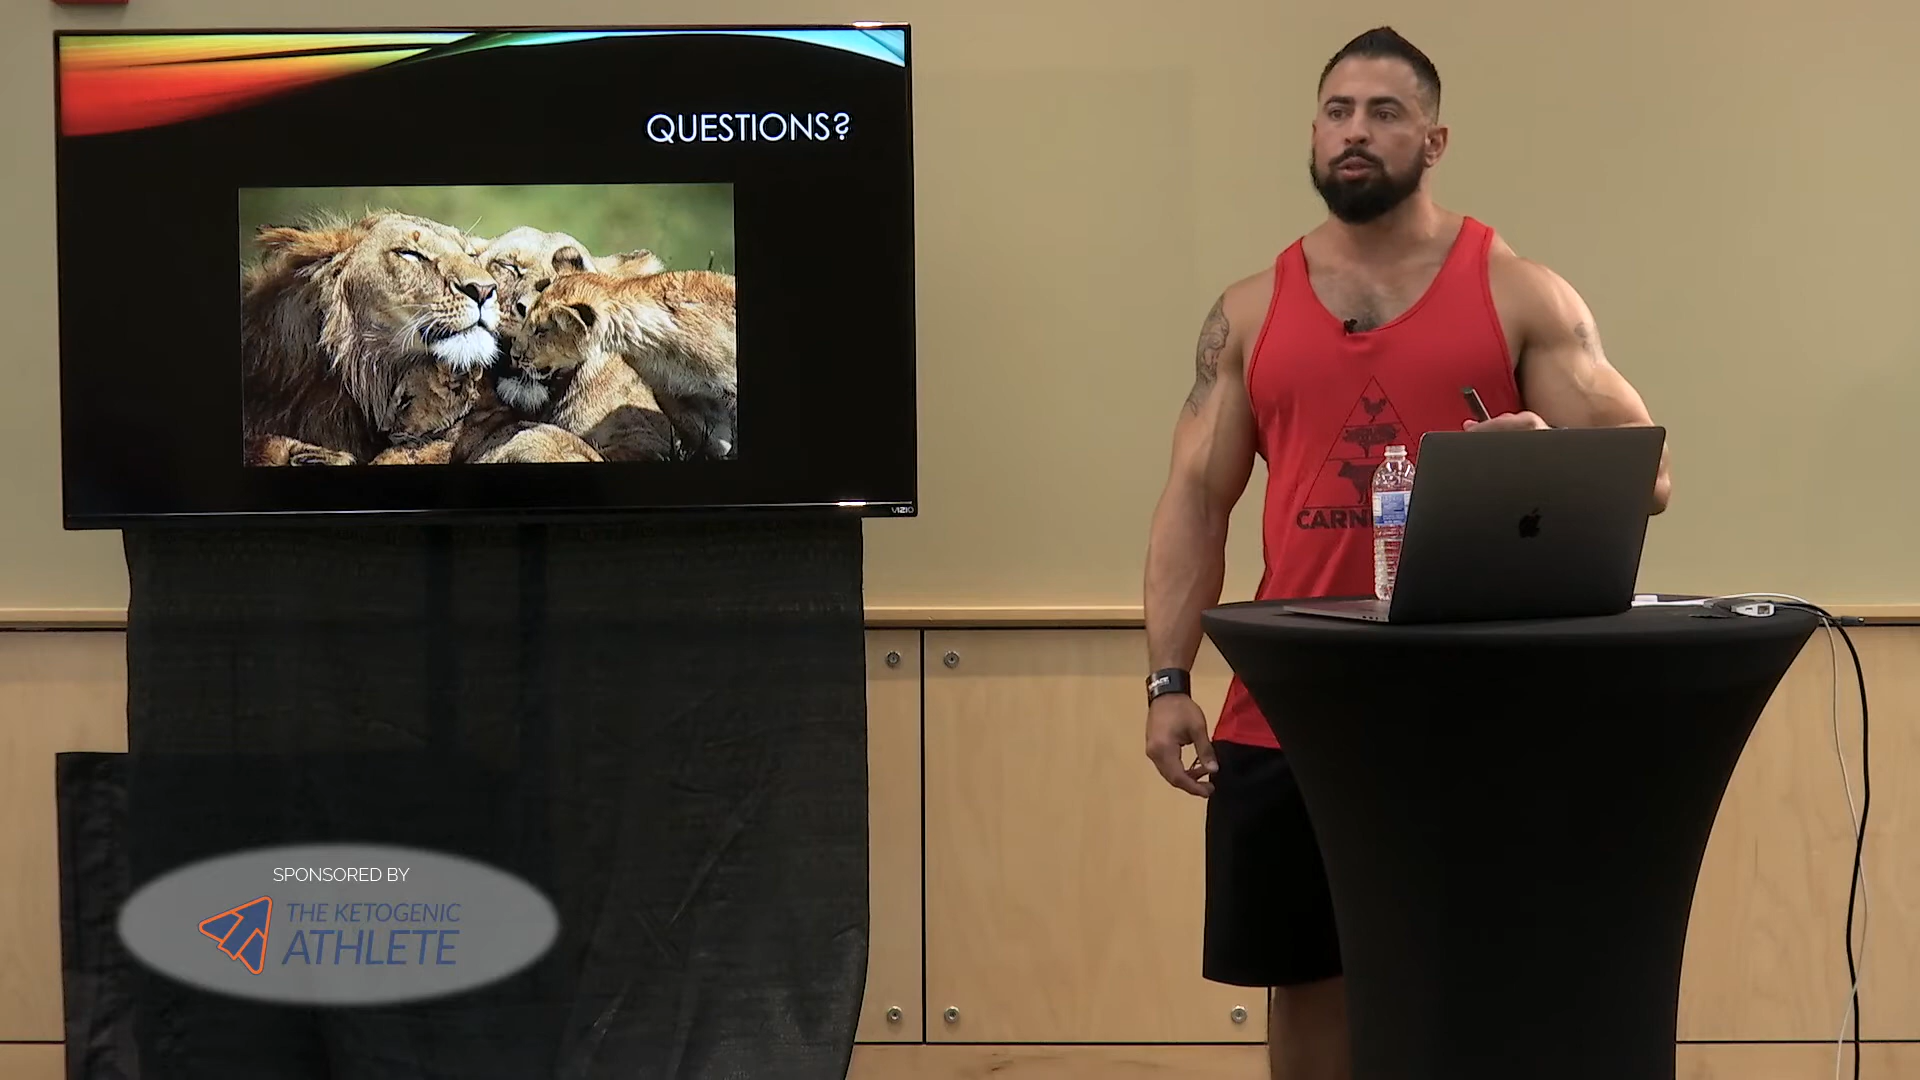 QUESTIONS?
VIZIO
CARN
SPONSORED BY
THE KETOGENIC
ATHLETE